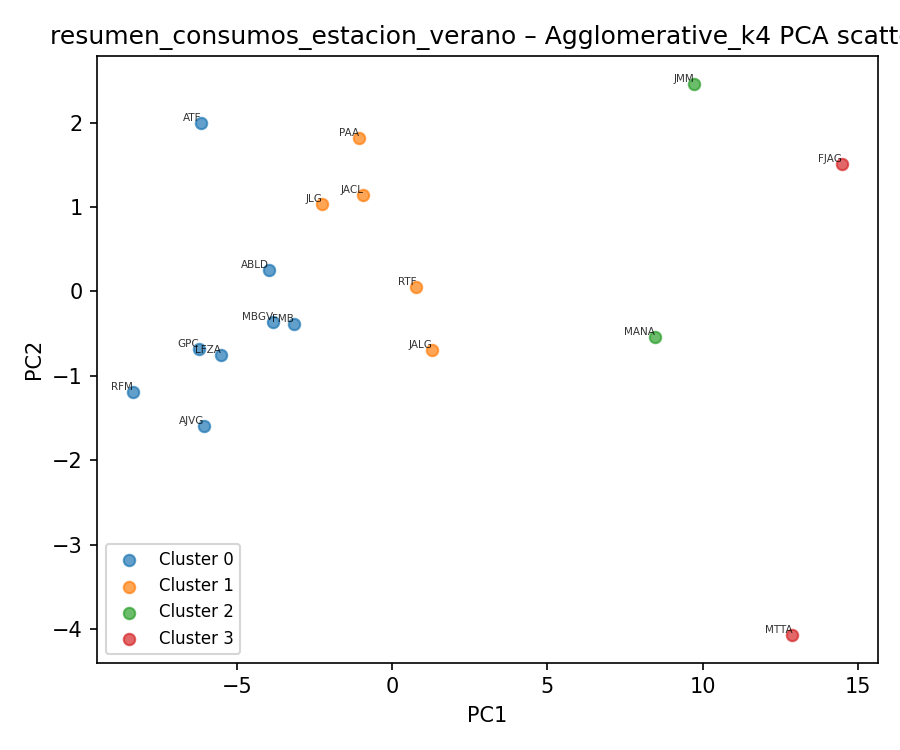 resumen_consumos_estacion_verano – Agglomerative_k4 PCA scatt
JMM
ATF
PAA
FJAG
JACL
JLG
ABLD
RTF
MBGV
MANA
GPC
LFZA
JALG
RFM
AJVG
MTTA
2
1
0
−1
−2
−3
−4
PC2
Cluster 0
Cluster 1
Cluster 2
Cluster 3
−5
0
5
10
15
PC1